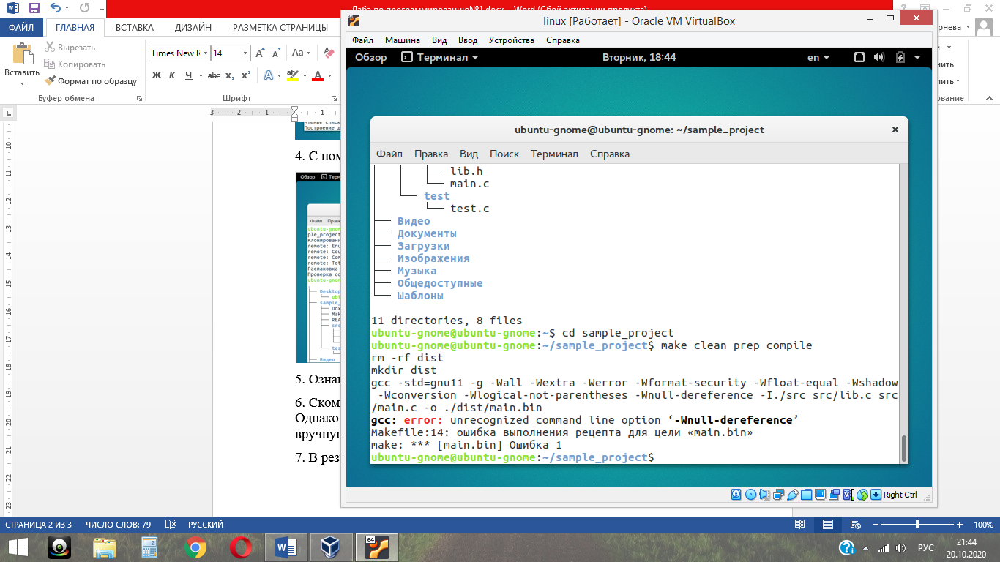 Лаба по программированию№1.docx - Word (Сбой активации продукта)
ФАЙЛ ГЛАВНАЯ ВСТАВКА ДИЗАЙН РАЗМЕТКА СТРАНИЦЫ
Вставить
Вырезать
Копировать
Формат по образцу
Буфер обмена
Times New R 14
Ж К Ч abc x₂ x²
Шрифт
4. С пом
5. Озна
6. Ском
Однако
вручную
7. В рез
linux [Работает] - Oracle VM VirtualBox
Файл Машина Вид Ввод Устройства Справка
Обзор Терминал Вторник, 18:44 en
ubuntu-gnome@ubuntu-gnome: ~/sample_project
Файл Правка Вид Поиск Терминал Справка
lib.h
main.c
test
test.c
Видео
Документы
Загрузки
Изображения
Музыка
Общедоступные
Шаблоны
11 directories, 8 files
ubuntu-gnome@ubuntu-gnome:~$ cd sample_project
ubuntu-gnome@ubuntu-gnome:~/sample_project$ make clean prep compile
rm -rf dist
mkdir dist
gcc -std=gnu11 -g -Wall -Wextra -Werror -Wformat-security -Wfloat-equal -Wshadow
-Wconversion -Wlogical-not-parentheses -Wnull-dereference -I./src src/lib.c src
/main.c -o ./dist/main.bin
gcc: error: unrecognized command line option ‘-Wnull-dereference’
Makefile:14: ошибка выполнения рецепта для цели «main.bin»
make: *** [main.bin] Ошибка 1
ubuntu-gnome@ubuntu-gnome:~/sample_project$
Right Ctrl
СТРАНИЦА 2 ИЗ 3 ЧИСЛО СЛОВ: 79 РУССКИЙ 100%
РУС 21:44
20.10.2020